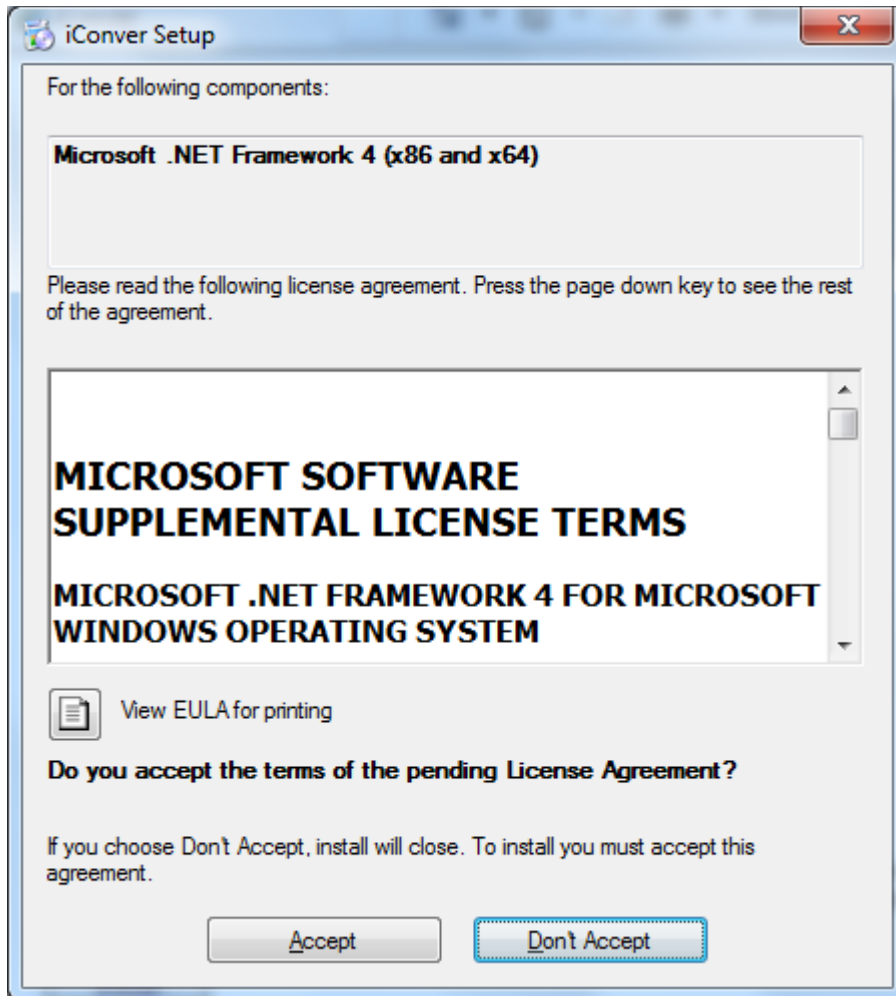 iConver Setup
For the following components:
Microsoft .NET Framework 4 (x86 and x64)
Please read the following license agreement. Press the page down key to see the rest
of the agreement.
MICROSOFT SOFTWARE
SUPPLEMENTAL LICENSE TERMS
MICROSOFT .NET FRAMEWORK 4 FOR MICROSOFT
WINDOWS OPERATING SYSTEM
View EULA for printing
Do you accept the terms of the pending License Agreement?
If you choose Don't Accept, install will close. To install you must accept this
agreement.
Accept
Don't Accept